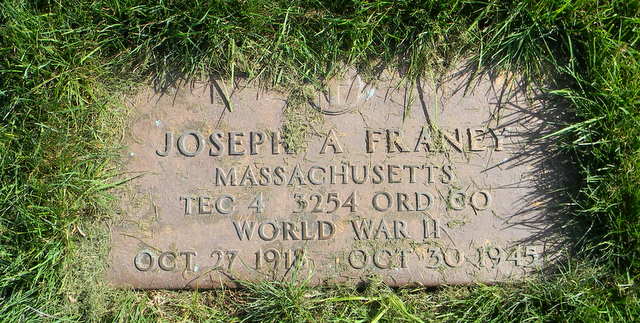 JOSEPH A FRANEY
MASSACHUSETTS
TEC 4 3254 ORD CO
WORLD WAR II
OCT 27 1918 OCT 30 1945